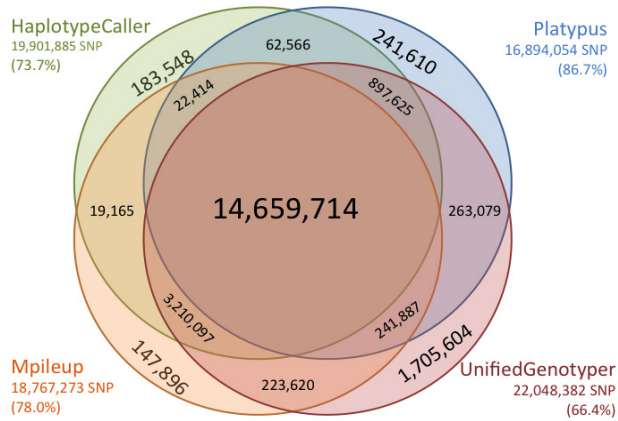 HaplotypeCaller
19,901,885 SNP
(73.7%)
Platypus
16,894,054 SNP
(86.7%)
183,548
62,566
241,610
22,414
897,625
19,165
14,659,714
263,079
3,210,097
241,887
147,896
223,620
1,705,604
Mpileup
18,767,273 SNP
(78.0%)
UnifiedGenotyper
22,048,382 SNP
(66.4%)